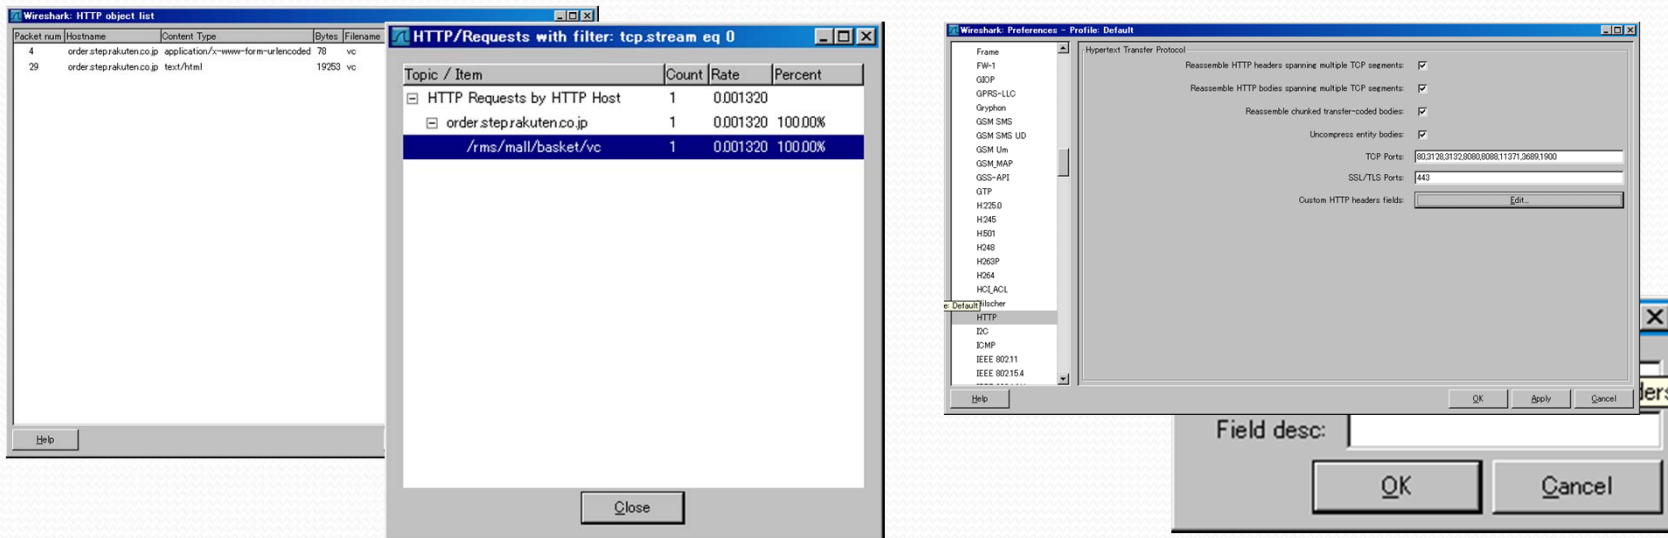 Wireshark: HTTP object list
Packet num Hostname Content Type Bytes Filename
4 order.step.rakuten.co.jp application/x-www-form-urlencoded 78 vc
29 order.step.rakuten.co.jp text/html 19253 vc
Help
HTTP/Requests with filter: tcp.stream eq 0
Topic / Item Count Rate Percent
HTTP Requests by HTTP Host 1 0.001320
order.step.rakuten.co.jp 1 0.001320 100.00%
/rms/mall/basket/vc 1 0.001320 100.00%
Close
Wireshark: Preferences - Profile: Default
Frame
FW-1
GIOP
GPRS-LLC
Gryphon
GSM SMS
GSM SMS UD
GSM Um
GSM_MAP
GSS-API
GTP
H.225.0
H.245
H.501
H248
H263P
H264
HCI_ACL
Hilscher
e: Default
HTTP
I2C
ICMP
IEEE 802.11
IEEE 802.15.4
Hypertext Transfer Protocol
Reassemble HTTP headers spanning multiple TCP segments:
Reassemble HTTP bodies spanning multiple TCP segments:
Reassemble chunked transfer-coded bodies:
Uncompress entity bodies:
TCP Ports: 80,3128,3132,8080,8088,11371,3689,1900
SSL/TLS Ports: 443
Custom HTTP headers fields: Edit...
Help OK Apply Cancel
ders
Field desc:
OK Cancel